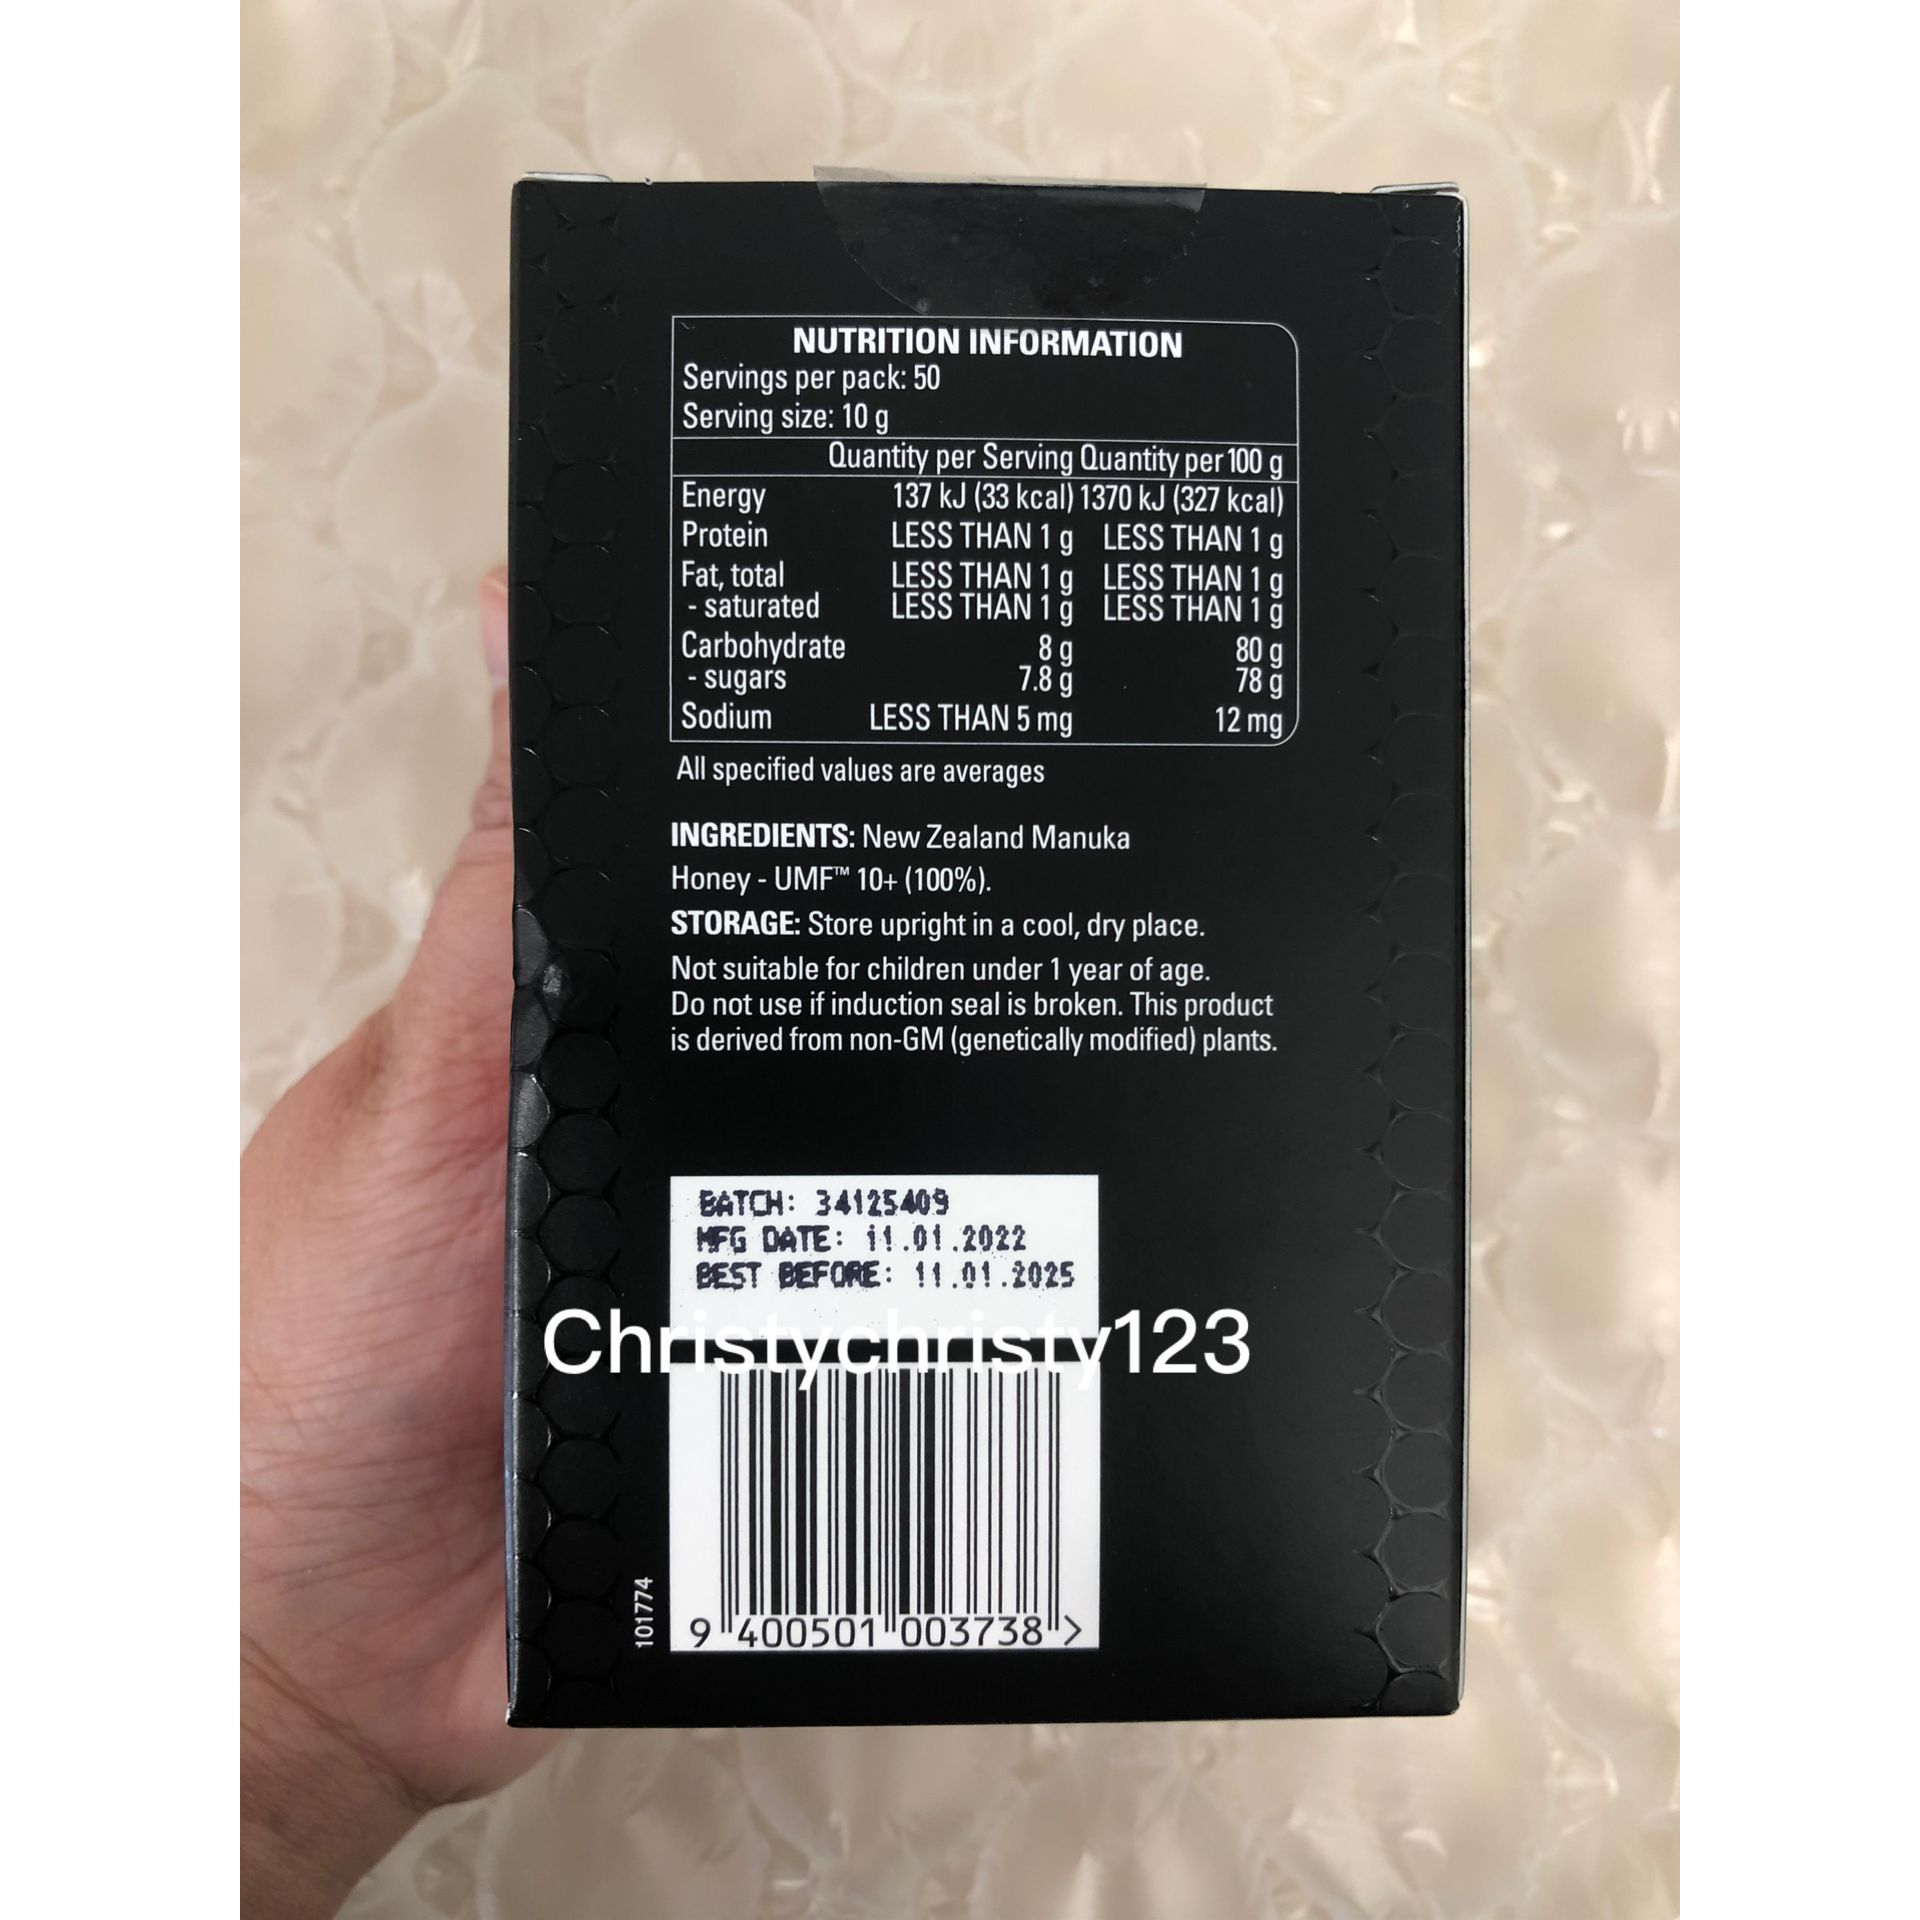 NUTRITION INFORMATION
Servings per pack: 50
Serving size: 10 g
Quantity per Serving Quantity per 100 g
Energy 137 kJ (33 kcal) 1370 kJ (327 kcal)
Protein LESS THAN 1 g LESS THAN 1 g
Fat, total LESS THAN 1 g LESS THAN 1 g
- saturated LESS THAN 1 g LESS THAN 1 g
Carbohydrate 8 g 80 g
- sugars 7.8 g 78 g
Sodium LESS THAN 5 mg 12 mg
All specified values are averages
INGREDIENTS: New Zealand Manuka
Honey - UMF™ 10+ (100%).
STORAGE: Store upright in a cool, dry place.
Not suitable for children under 1 year of age.
Do not use if induction seal is broken. This product
is derived from non-GM (genetically modified) plants.
BATCH: 34125409
MFG DATE: 11.01.2022
BEST BEFORE: 11.01.2025
Christychristy123
101774
9 400501 003738 >